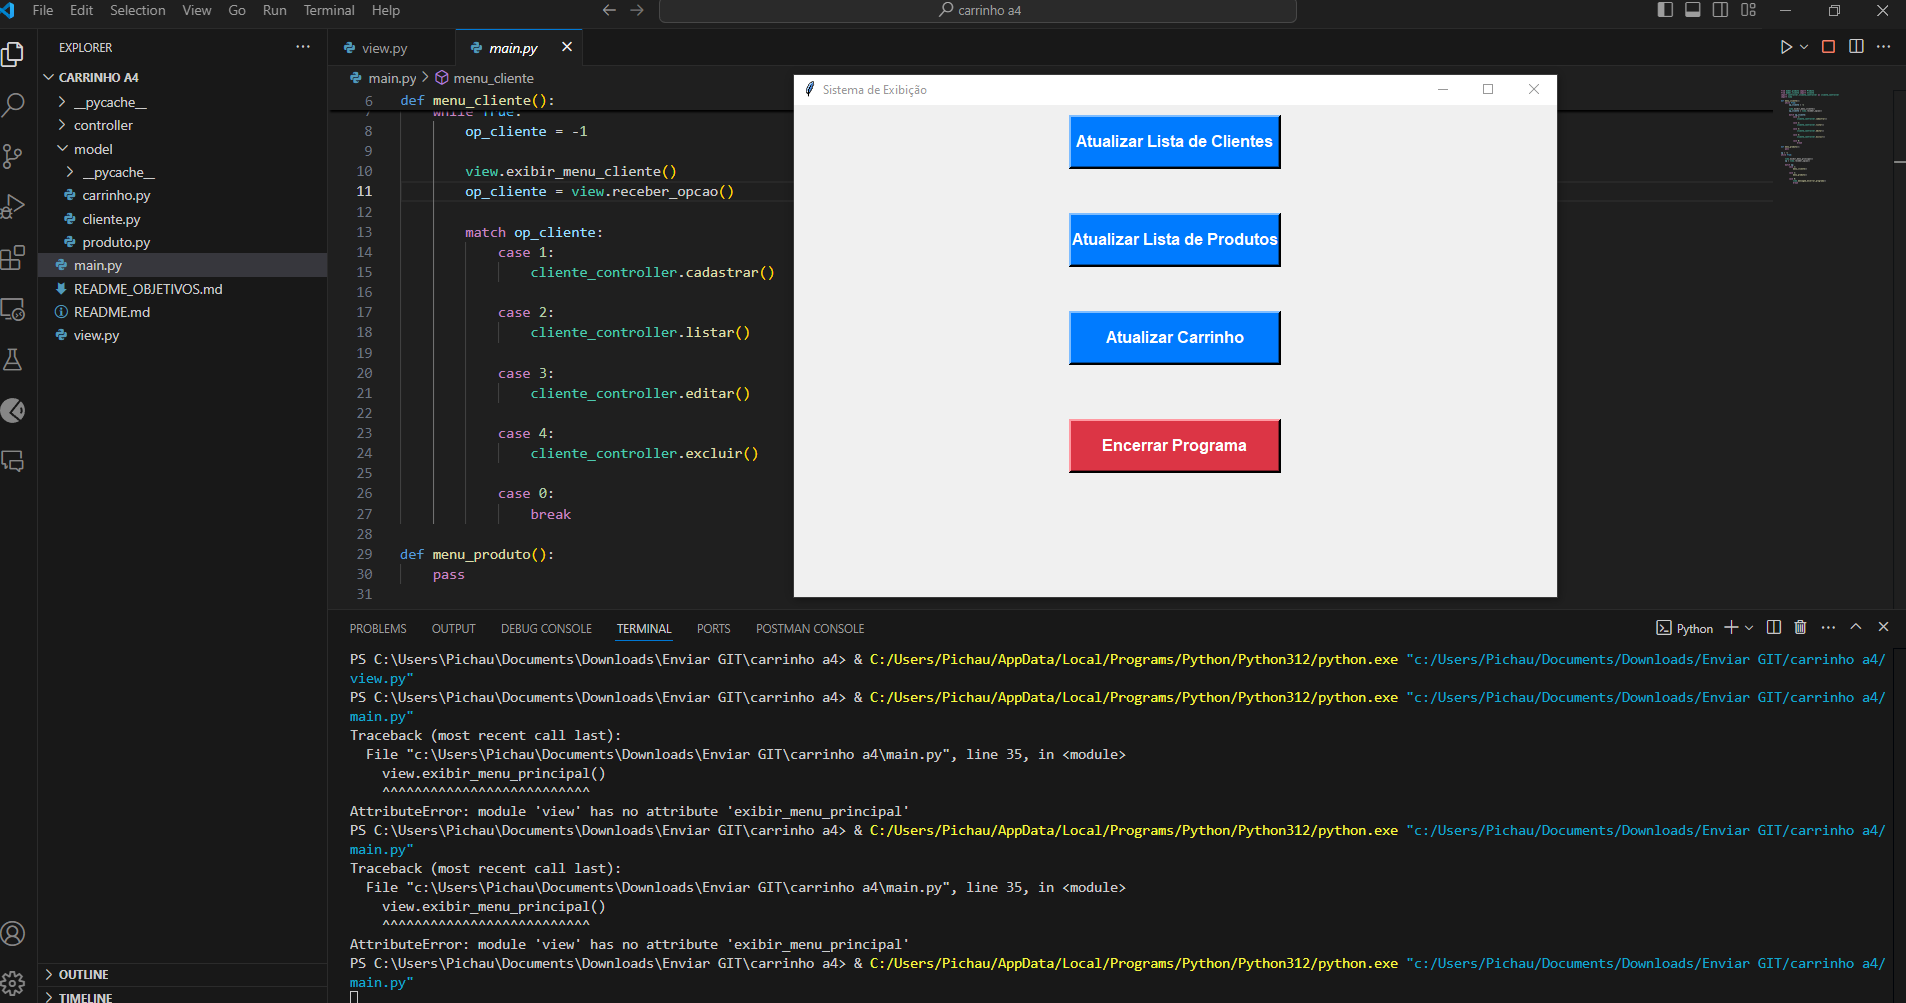 File Edit Selection View Go Run Terminal Help
carrinho a4
EXPLORER
CARRINHO A4
__pycache__
controller
model
__pycache__
carrinho.py
cliente.py
produto.py
main.py
README_OBJETIVOS.md
README.md
view.py
OUTLINE
TIMELINE
view.py
main.py
main.py > menu_cliente
6 def menu_cliente():
7 while True:
8 op_cliente = -1
9
10 view.exibir_menu_cliente()
11 op_cliente = view.receber_opcao()
12
13 match op_cliente:
14 case 1:
15 cliente_controller.cadastrar()
16
17 case 2:
18 cliente_controller.listar()
19
20 case 3:
21 cliente_controller.editar()
22
23 case 4:
24 cliente_controller.excluir()
25
26 case 0:
27 break
28
29 def menu_produto():
30 pass
31
Sistema de Exibição
Atualizar Lista de Clientes
Atualizar Lista de Produtos
Atualizar Carrinho
Encerrar Programa
PROBLEMS OUTPUT DEBUG CONSOLE TERMINAL PORTS POSTMAN CONSOLE
Python
PS C:\Users\Pichau\Documents\Downloads\Enviar GIT\carrinho a4> & C:/Users/Pichau/AppData/Local/Programs/Python/Python312/python.exe "c:/Users/Pichau/Documents/Downloads/Enviar GIT/carrinho a4/
view.py"
PS C:\Users\Pichau\Documents\Downloads\Enviar GIT\carrinho a4> & C:/Users/Pichau/AppData/Local/Programs/Python/Python312/python.exe "c:/Users/Pichau/Documents/Downloads/Enviar GIT/carrinho a4/
main.py"
Traceback (most recent call last):
File "c:\Users\Pichau\Documents\Downloads\Enviar GIT\carrinho a4\main.py", line 35, in <module>
view.exibir_menu_principal()
^^^^^^^^^^^^^^^^^^^^^^^^^^
AttributeError: module 'view' has no attribute 'exibir_menu_principal'
PS C:\Users\Pichau\Documents\Downloads\Enviar GIT\carrinho a4> & C:/Users/Pichau/AppData/Local/Programs/Python/Python312/python.exe "c:/Users/Pichau/Documents/Downloads/Enviar GIT/carrinho a4/
main.py"
Traceback (most recent call last):
File "c:\Users\Pichau\Documents\Downloads\Enviar GIT\carrinho a4\main.py", line 35, in <module>
view.exibir_menu_principal()
^^^^^^^^^^^^^^^^^^^^^^^^^^
AttributeError: module 'view' has no attribute 'exibir_menu_principal'
PS C:\Users\Pichau\Documents\Downloads\Enviar GIT\carrinho a4> & C:/Users/Pichau/AppData/Local/Programs/Python/Python312/python.exe "c:/Users/Pichau/Documents/Downloads/Enviar GIT/carrinho a4/
main.py"